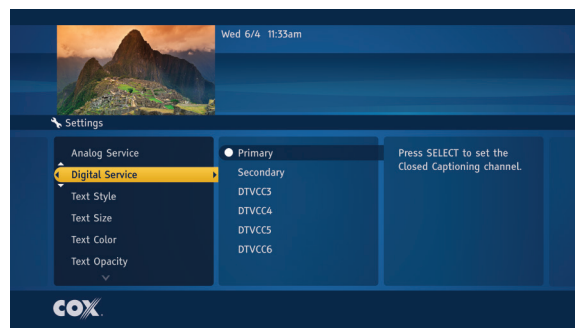 Wed 6/4 11:33am
Settings
Analog Service
Digital Service
Text Style
Text Size
Text Color
Text Opacity
Primary
Secondary
DTVCC3
DTVCC4
DTVCC5
DTVCC6
Press SELECT to set the
Closed Captioning channel.
COX